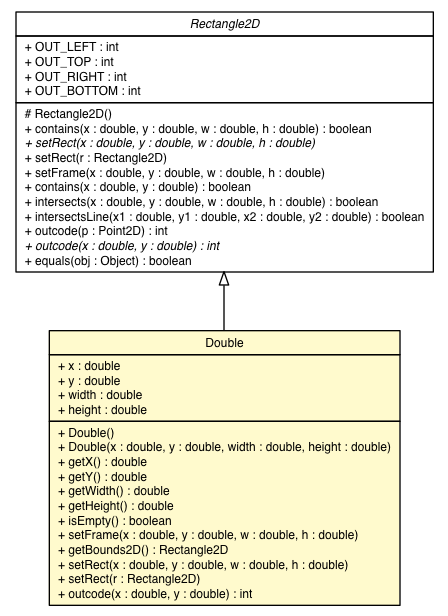 Rectangle2D
+ OUT_LEFT : int
+ OUT_TOP : int
+ OUT_RIGHT : int
+ OUT_BOTTOM : int
# Rectangle2D()
+ contains(x : double, y : double, w : double, h : double) : boolean
+ setRect(x : double, y : double, w : double, h : double)
+ setRect(r : Rectangle2D)
+ setFrame(x : double, y : double, w : double, h : double)
+ contains(x : double, y : double) : boolean
+ intersects(x : double, y : double, w : double, h : double) : boolean
+ intersectsLine(x1 : double, y1 : double, x2 : double, y2 : double) : boolean
+ outcode(p : Point2D) : int
+ outcode(x : double, y : double) : int
+ equals(obj : Object) : boolean
Double
+ x : double
+ y : double
+ width : double
+ height : double
+ Double()
+ Double(x : double, y : double, width : double, height : double)
+ getX() : double
+ getY() : double
+ getWidth() : double
+ getHeight() : double
+ isEmpty() : boolean
+ setFrame(x : double, y : double, w : double, h : double)
+ getBounds2D() : Rectangle2D
+ setRect(x : double, y : double, w : double, h : double)
+ setRect(r : Rectangle2D)
+ outcode(x : double, y : double) : int